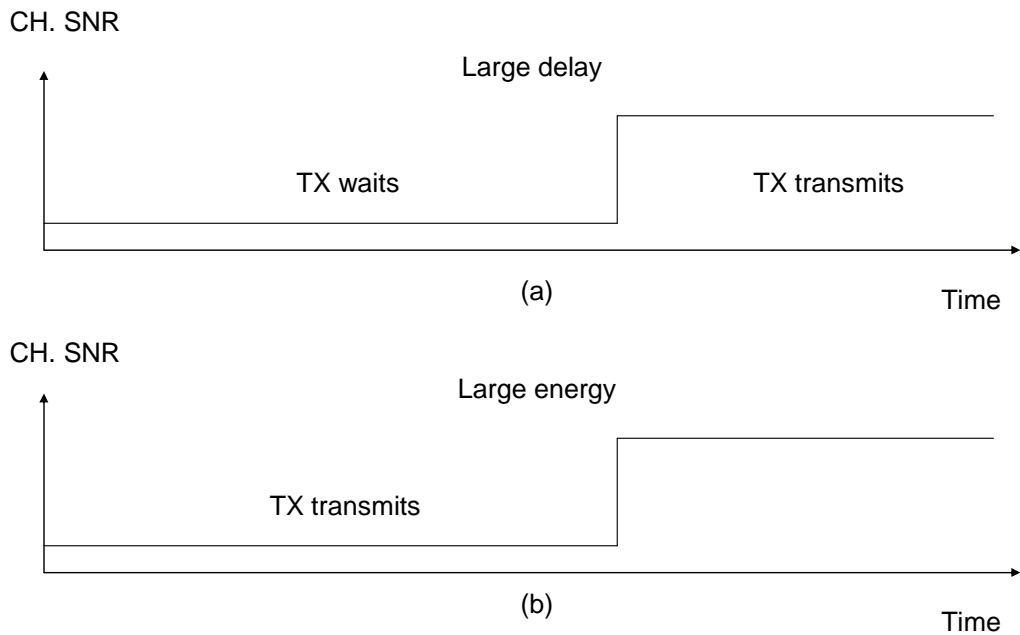 CH. SNR
Large delay
TX waits
TX transmits
(a)
Time
CH. SNR
Large energy
TX transmits
(b)
Time